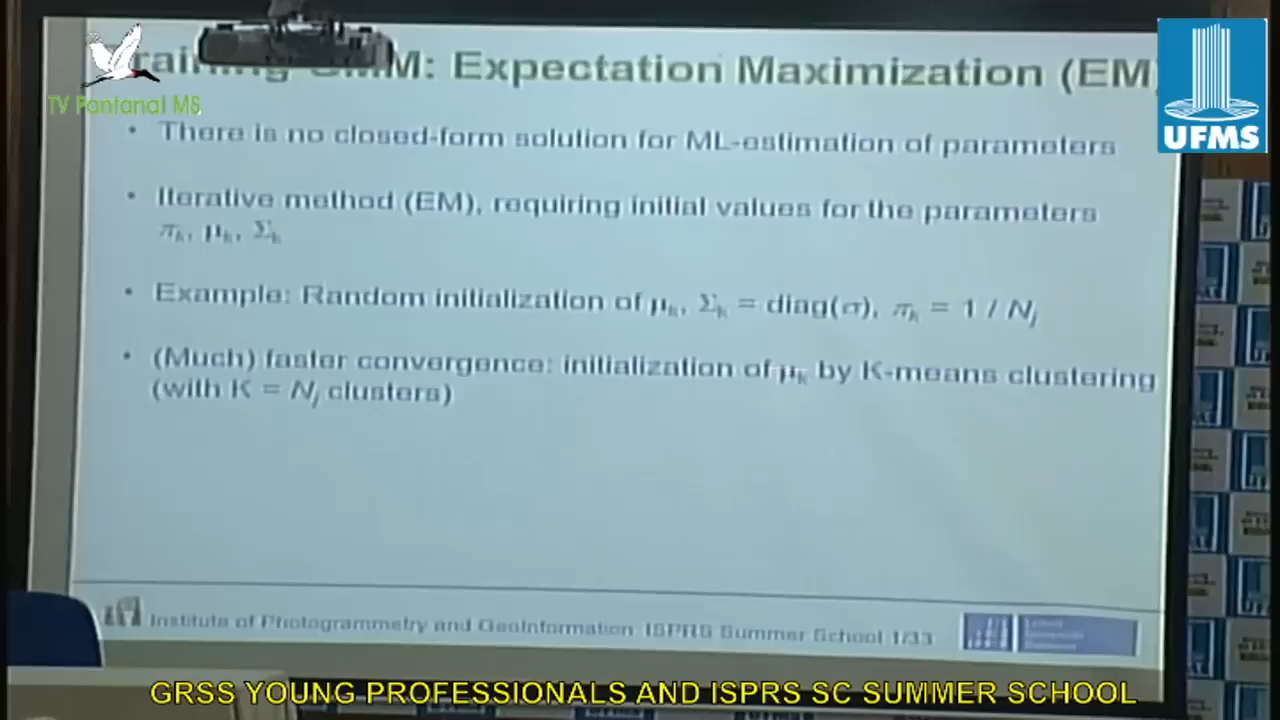 TV Pantanal MS
UFMS
GMM: Expectation Maximization (EM)
• There is no closed-form solution for ML-estimation of parameters
• Iterative method (EM), requiring initial values for the parameters
πk, μk, Σk
• Example: Random initialization of μk, Σk = diag(σ), πk = 1 / Nj
• (Much) faster convergence: initialization of μk by K-means clustering
(with K = Nj clusters)
Institute of Photogrammetry and GeoInformation ISPRS Summer School 1/33
GRSS YOUNG PROFESSIONALS AND ISPRS SC SUMMER SCHOOL